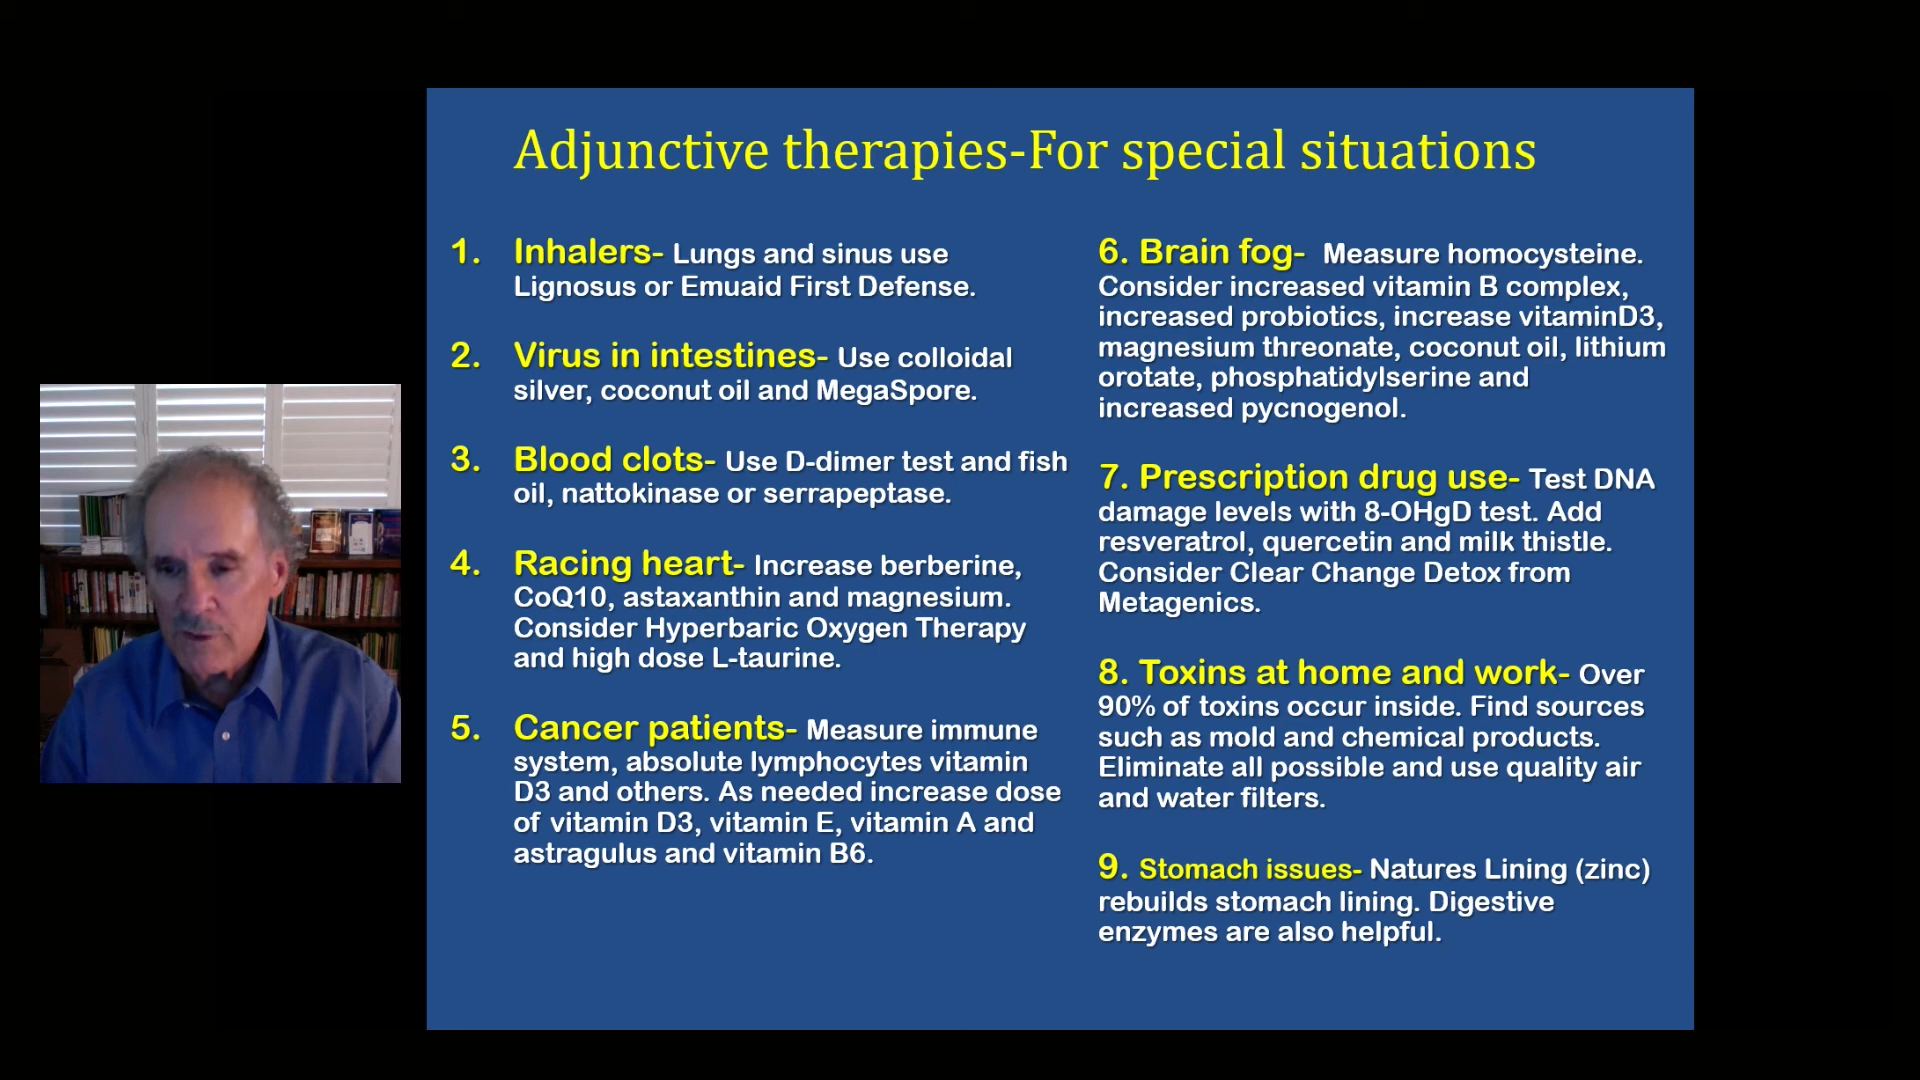 Adjunctive therapies-For special situations
1. Inhalers- Lungs and sinus use
Lignosus or Emuaid First Defense.
2. Virus in intestines- Use colloidal
silver, coconut oil and MegaSpore.
3. Blood clots- Use D-dimer test and fish
oil, nattokinase or serrapeptase.
4. Racing heart- Increase berberine,
CoQ10, astaxanthin and magnesium.
Consider Hyperbaric Oxygen Therapy
and high dose L-taurine.
5. Cancer patients- Measure immune
system, absolute lymphocytes vitamin
D3 and others. As needed increase dose
of vitamin D3, vitamin E, vitamin A and
astragulus and vitamin B6.
6. Brain fog- Measure homocysteine.
Consider increased vitamin B complex,
increased probiotics, increase vitaminD3,
magnesium threonate, coconut oil, lithium
orotate, phosphatidylserine and
increased pycnogenol.
7. Prescription drug use- Test DNA
damage levels with 8-OHgD test. Add
resveratrol, quercetin and milk thistle.
Consider Clear Change Detox from
Metagenics.
8. Toxins at home and work- Over
90% of toxins occur inside. Find sources
such as mold and chemical products.
Eliminate all possible and use quality air
and water filters.
9. Stomach issues- Natures Lining (zinc)
rebuilds stomach lining. Digestive
enzymes are also helpful.